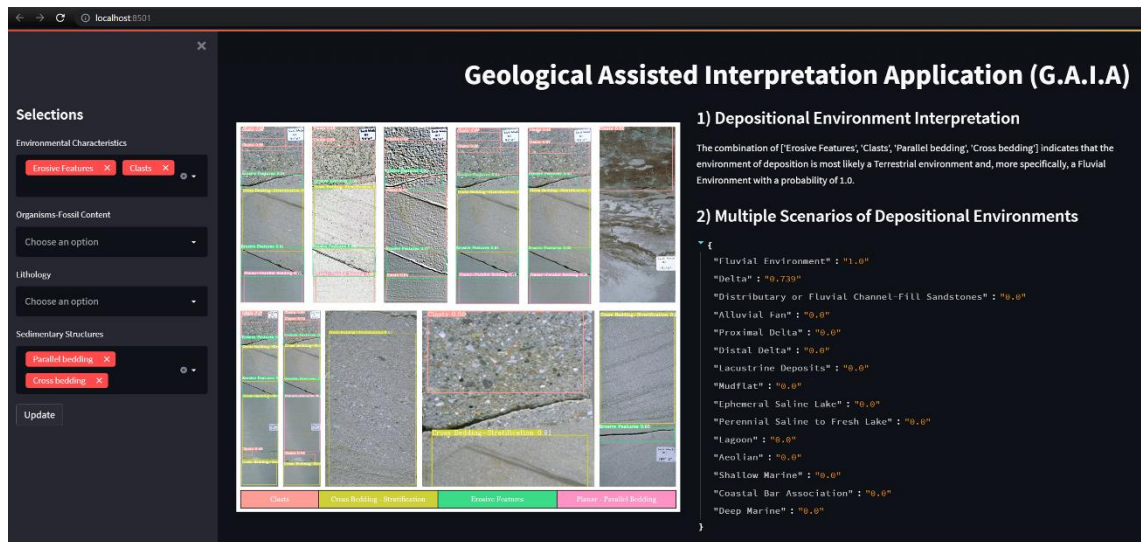 localhost:8501
Geological Assisted Interpretation Application (G.A.I.A)
Selections
Environmental Characteristics
Erosive Features
Clasts
Organisms-Fossil Content
Choose an option
Lithology
Choose an option
Sedimentary Structures
Parallel bedding
Cross bedding
Update
Clasts
Cross Bedding - Stratification
Erosive Features
Planar - Parallel Bedding
1) Depositional Environment Interpretation
The combination of ['Erosive Features', 'Clasts', 'Parallel bedding', 'Cross bedding'] indicates that the
environment of deposition is most likely a Terrestrial environment and, more specifically, a Fluvial
Environment with a probability of 1.0.
2) Multiple Scenarios of Depositional Environments
{
"Fluvial Environment" : "1.0"
"Delta" : "0.739"
"Distributary or Fluvial Channel-Fill Sandstones" : "0.0"
"Alluvial Fan" : "0.0"
"Proximal Delta" : "0.0"
"Distal Delta" : "0.0"
"Lacustrine Deposits" : "0.0"
"Mudflat" : "0.0"
"Ephemeral Saline Lake" : "0.0"
"Perennial Saline to Fresh Lake" : "0.0"
"Lagoon" : "0.0"
"Aeolian" : "0.0"
"Shallow Marine" : "0.0"
"Coastal Bar Association" : "0.0"
"Deep Marine" : "0.0"
}